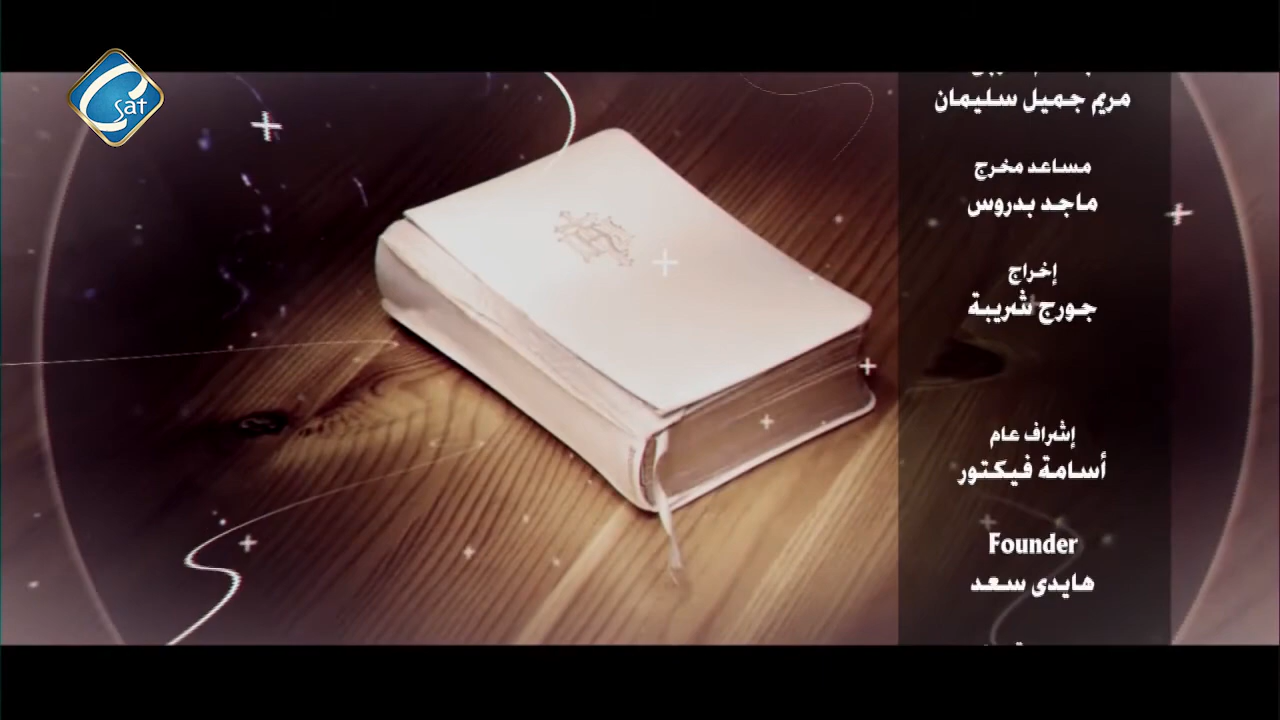 C sat
مريم جميل سليمان
مساعد مخرج
ماجد بدروس
إخراج
جورج شريبة
إشراف عام
أسامة فيكتور
Founder
هايدى سعد